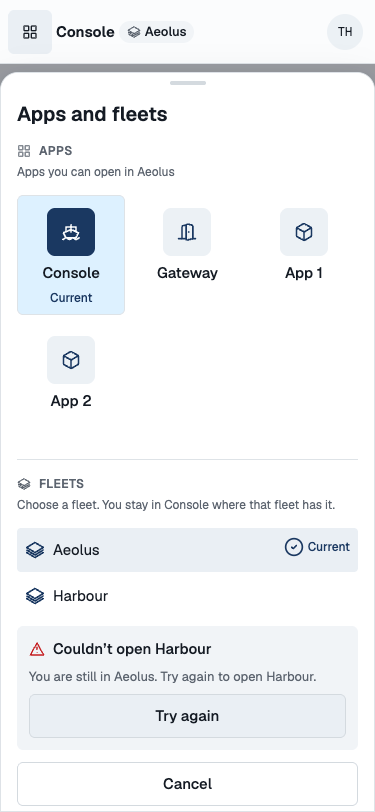 Console
Aeolus
TH
Apps and fleets
APPS
Apps you can open in Aeolus
Console
Current
Gateway
App 1
App 2
FLEETS
Choose a fleet. You stay in Console where that fleet has it.
Aeolus
Current
Harbour
Couldn’t open Harbour
You are still in Aeolus. Try again to open Harbour.
Try again
Cancel